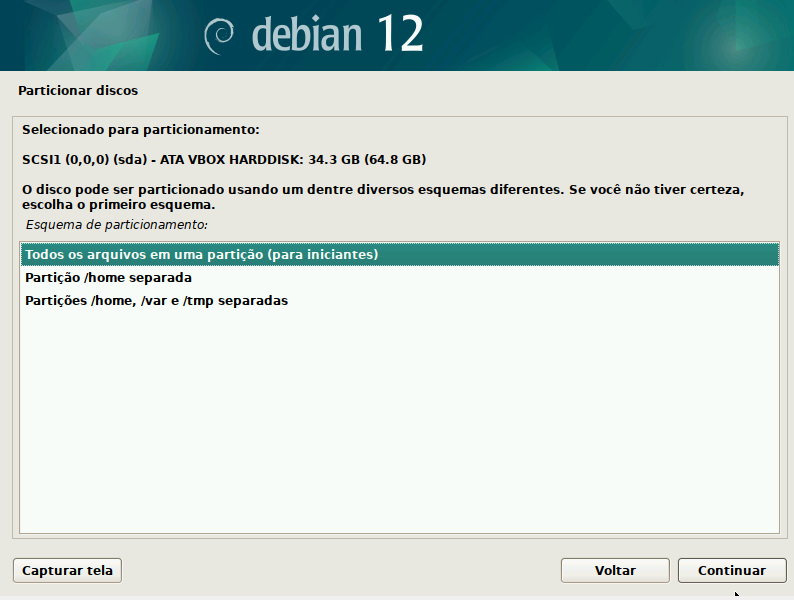 debian 12
Particionar discos
Selecionado para particionamento:
SCSI1 (0,0,0) (sda) - ATA VBOX HARDDISK: 34.3 GB (64.8 GB)
O disco pode ser particionado usando um dentre diversos esquemas diferentes. Se você não tiver certeza,
escolha o primeiro esquema.
Esquema de particionamento:
Todos os arquivos em uma partição (para iniciantes)
Partição /home separada
Partições /home, /var e /tmp separadas
Capturar tela
Voltar
Continuar